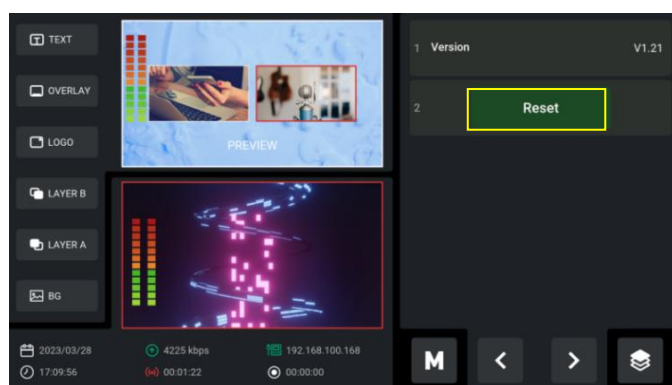 TEXT
OVERLAY
LOGO
LAYER B
LAYER A
BG
PREVIEW
1 Version V1.21
2 Reset
2023/03/28 4225 kbps 192.168.100.168
17:09:56 00:01:22 00:00:00
M